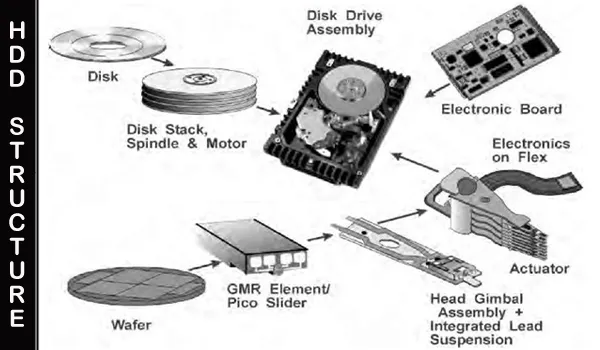 HDD STRUCTURE
Disk Drive
Assembly
Disk
Disk Stack,
Spindle & Motor
Electronic Board
Electronics
on Flex
Actuator
GMR Element/
Pico Slider
Head Gimbal
Assembly +
Integrated Lead
Suspension
Wafer